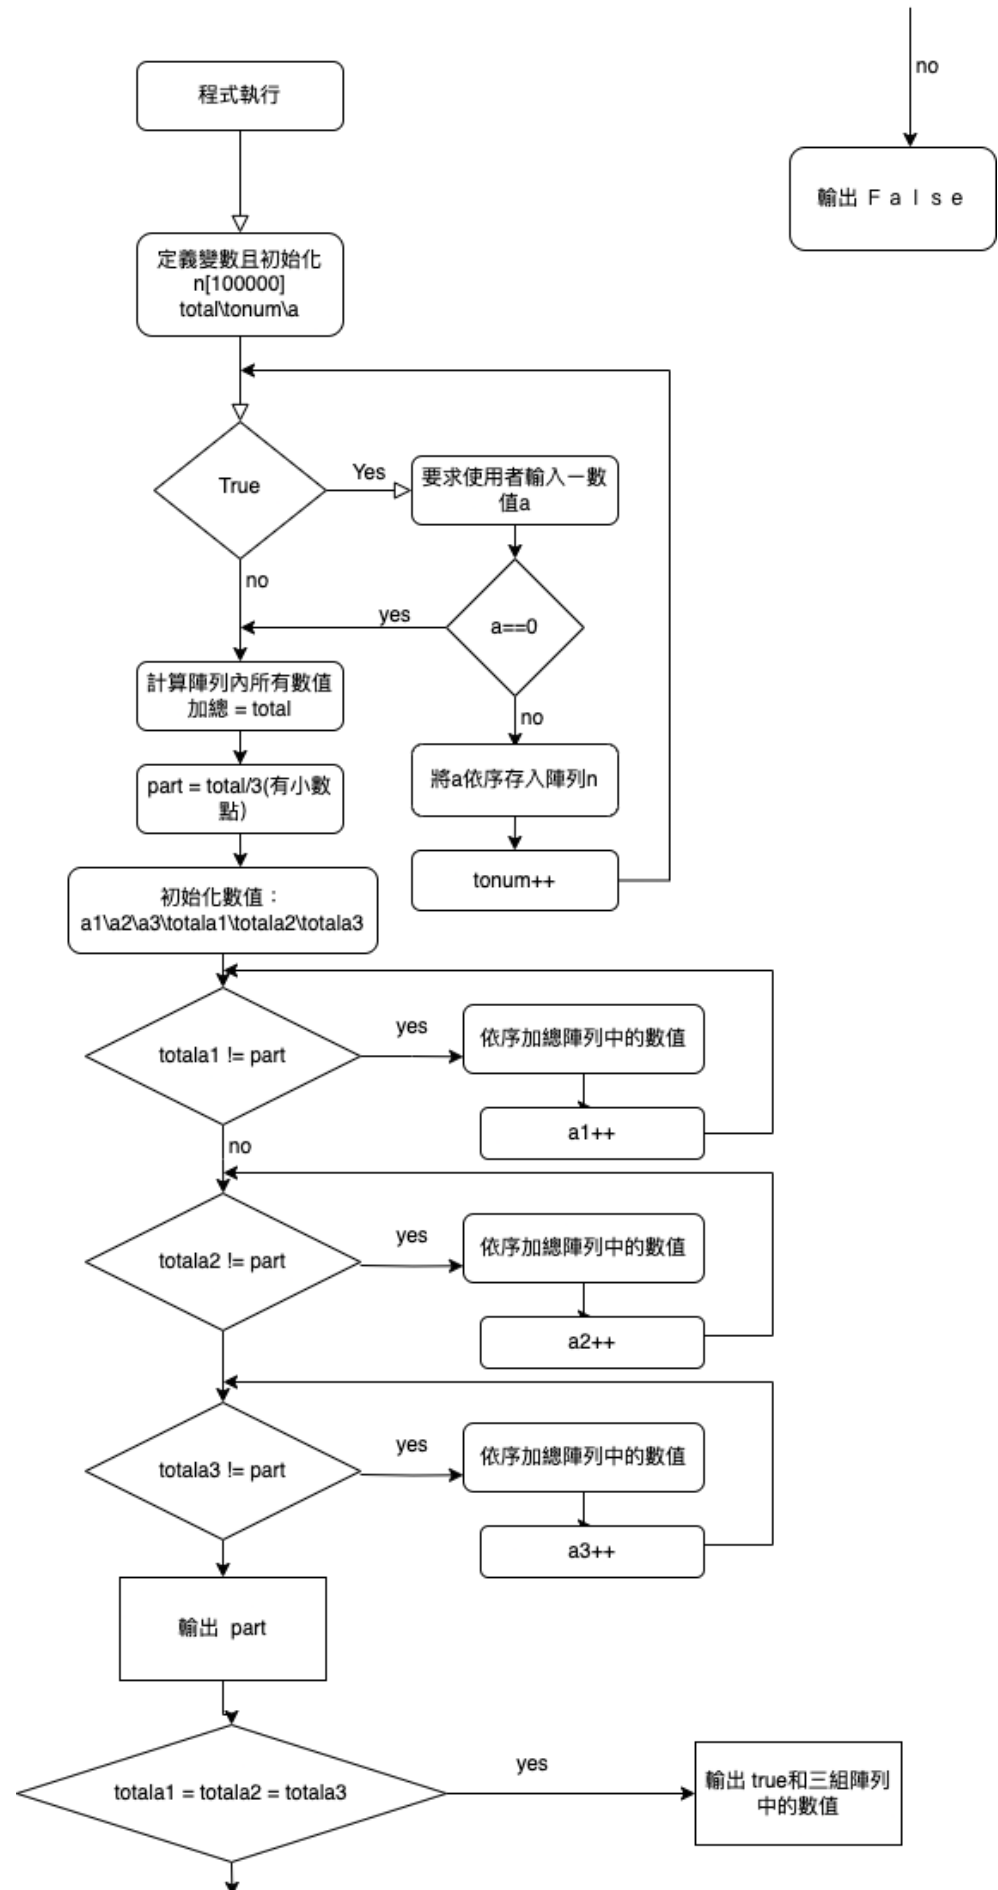 程式執行
定義變數且初始化
n[100000]
total\tonum\a
True
Yes
要求使用者輸入一數
值a
no
yes
a==0
計算陣列內所有數值
加總 = total
no
將a依序存入陣列n
part = total/3(有小數
點)
tonum++
初始化數值：
a1\a2\a3\totala1\totala2\totala3
totala1 != part
yes
依序加總陣列中的數值
a1++
no
totala2 != part
yes
依序加總陣列中的數值
a2++
totala3 != part
yes
依序加總陣列中的數值
a3++
輸出 part
totala1 = totala2 = totala3
yes
輸出 true和三組陣列
中的數值
no
輸出 Ｆａｌｓｅ